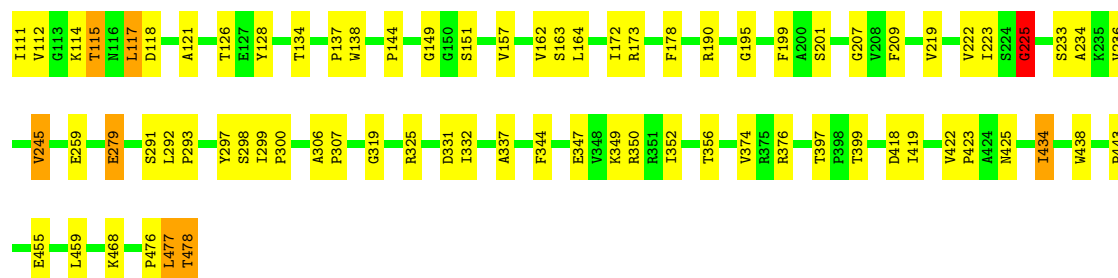 I111 V112 G113 K114 T115 N116 L117 D118 A121 T126 E127 Y128 T134 P137 W138 P144 G149 G150 S151 V157 V162 S163 L164 I172 R173 F178 R190 G195 F199 A200 S201 G207 V208 F209 V219 V222 I223 S224 G225 S233 A234 K235 V236
V245 E259 E279 S291 L292 P293 Y297 S298 I299 P300 A306 P307 G319 R325 D331 I332 A337 F344 E347 V348 K349 R350 R351 I352 T356 V374 R375 R376 T397 P398 T399 D418 I419 V422 P423 A424 N425 I434 W438
E455 L459 K468 P476 L477 T478